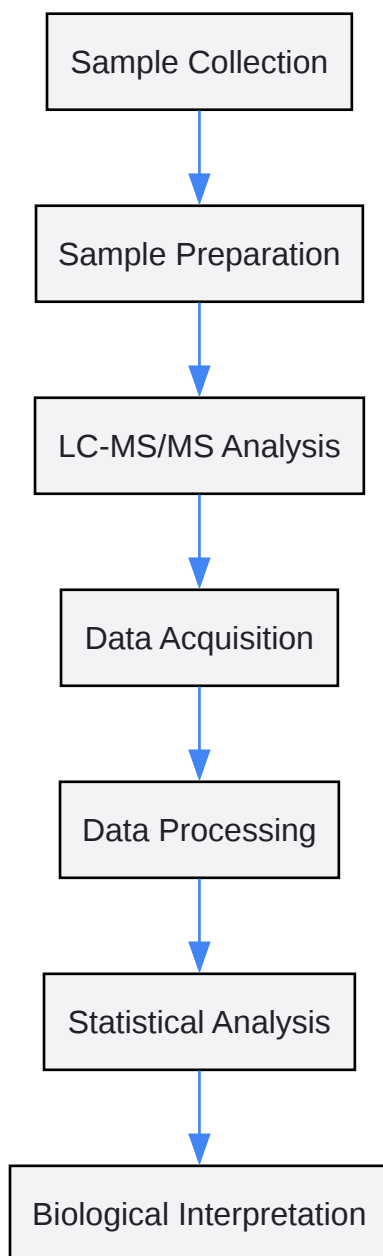 Sample Collection
Sample Preparation
LC-MS/MS Analysis
Data Acquisition
Data Processing
Statistical Analysis
Biological Interpretation